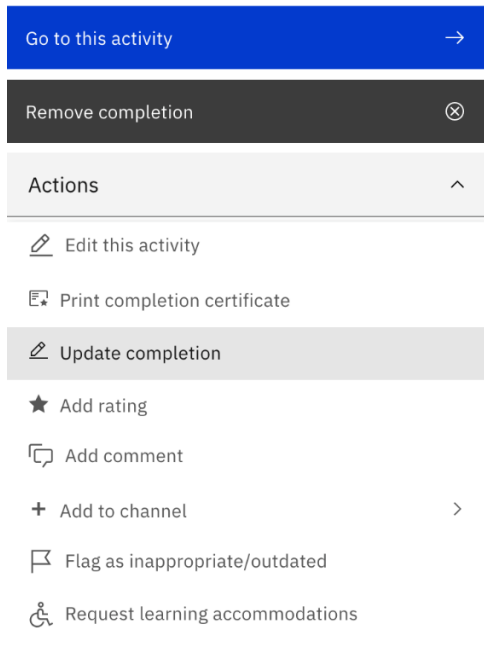 Go to this activity
Remove completion
Actions
Edit this activity
Print completion certificate
Update completion
Add rating
Add comment
Add to channel
Flag as inappropriate/outdated
Request learning accommodations